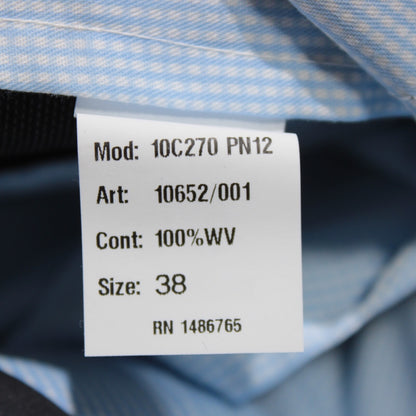 Mod: 10C270 PN12
Art: 10652/001
Cont: 100%WV
Size: 38
RN 1486765